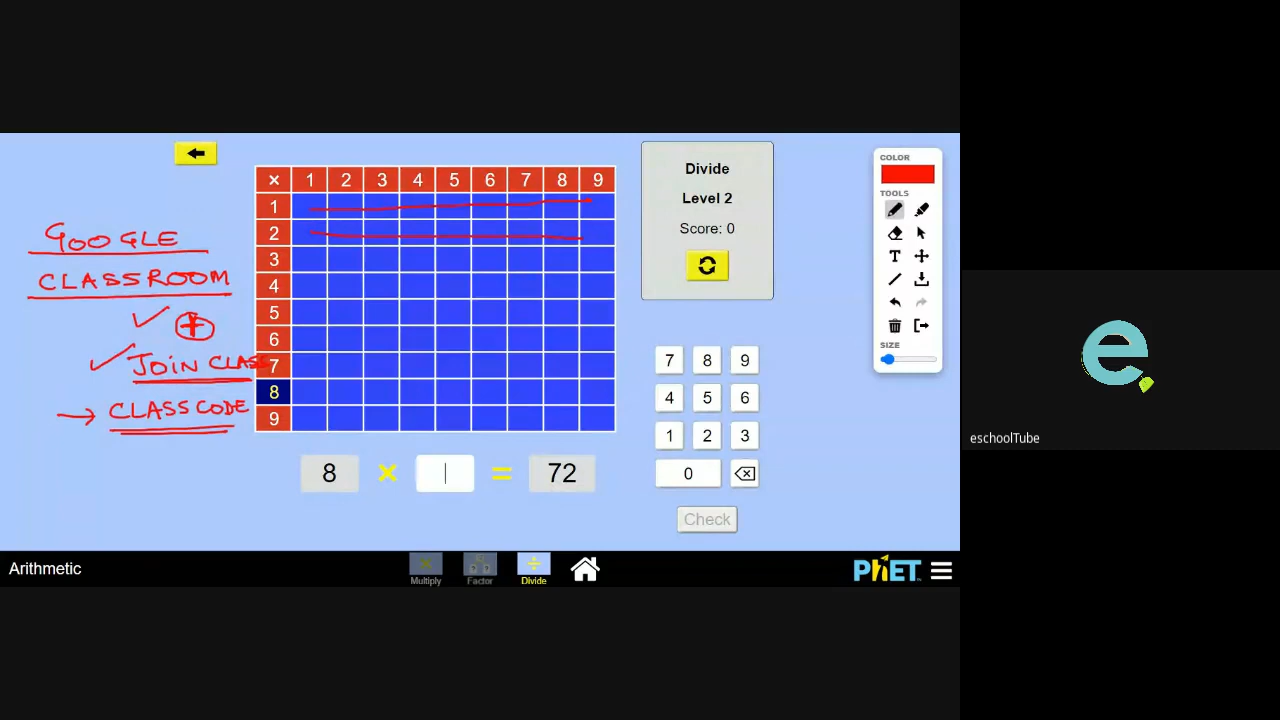 GOOGLE
CLASSROOM
+
JOIN CLASS
→ CLASSCODE
× 1 2 3 4 5 6 7 8 9
1
2
3
4
5
6
7
8
9
8 × | = 72
Divide
Level 2
Score: 0
7 8 9
4 5 6
1 2 3
0
Check
COLOR
TOOLS
T
SIZE
Arithmetic
Multiply
Factor
Divide
PhET
e
eschoolTube